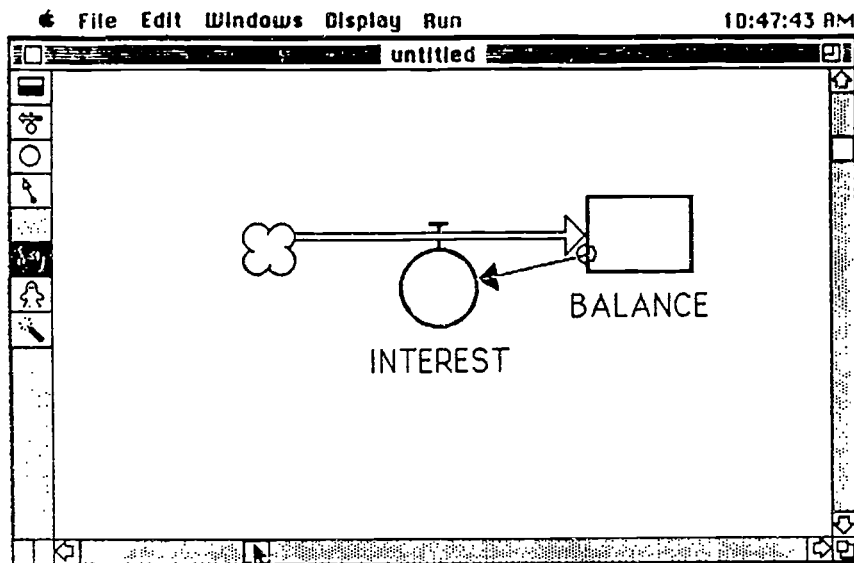 File Edit Windows Display Run 10:47:43 AM
untitled
BALANCE
INTEREST